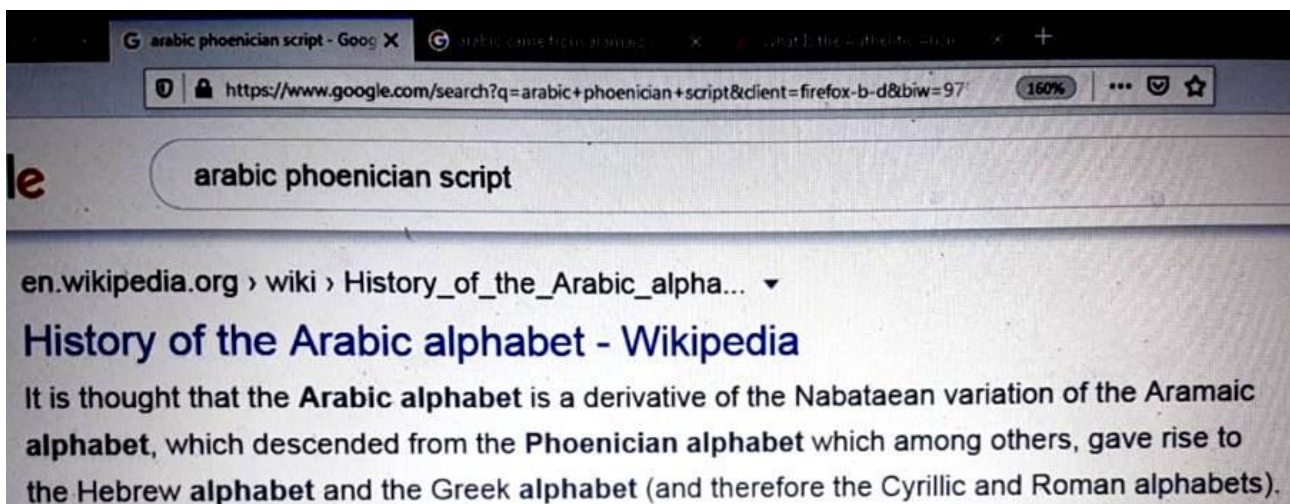 G arabic phoenician script - Goog X
https://www.google.com/search?q=arabic+phoenician+script&client=firefox-b-d&biw=97
160%
le
arabic phoenician script
en.wikipedia.org › wiki › History_of_the_Arabic_alpha...
History of the Arabic alphabet - Wikipedia
It is thought that the Arabic alphabet is a derivative of the Nabataean variation of the Aramaic
alphabet, which descended from the Phoenician alphabet which among others, gave rise to
the Hebrew alphabet and the Greek alphabet (and therefore the Cyrillic and Roman alphabets).